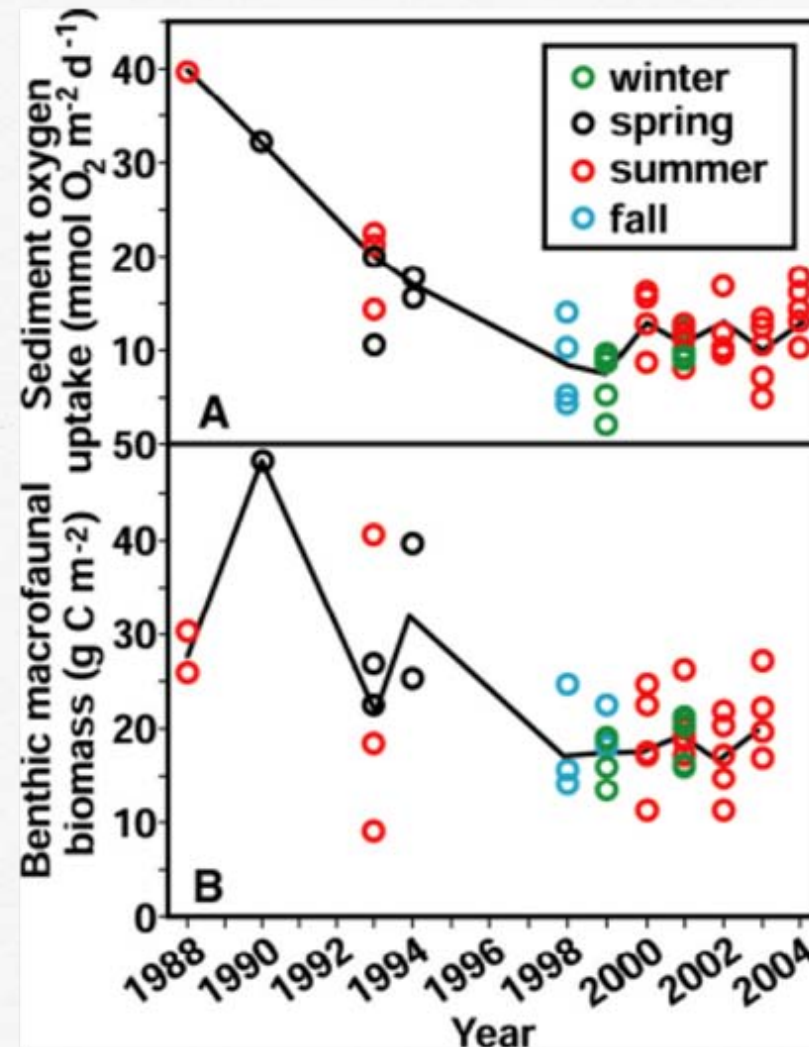 Sediment oxygen
uptake (mmol O₂ m⁻² d⁻¹)
40
30
20
10
winter
spring
summer
fall
A
Benthic macrofaunal
biomass (g C m⁻²)
50
40
30
20
10
0
B
1988
1990
1992
1994
1996
1998
2000
2002
2004
Year